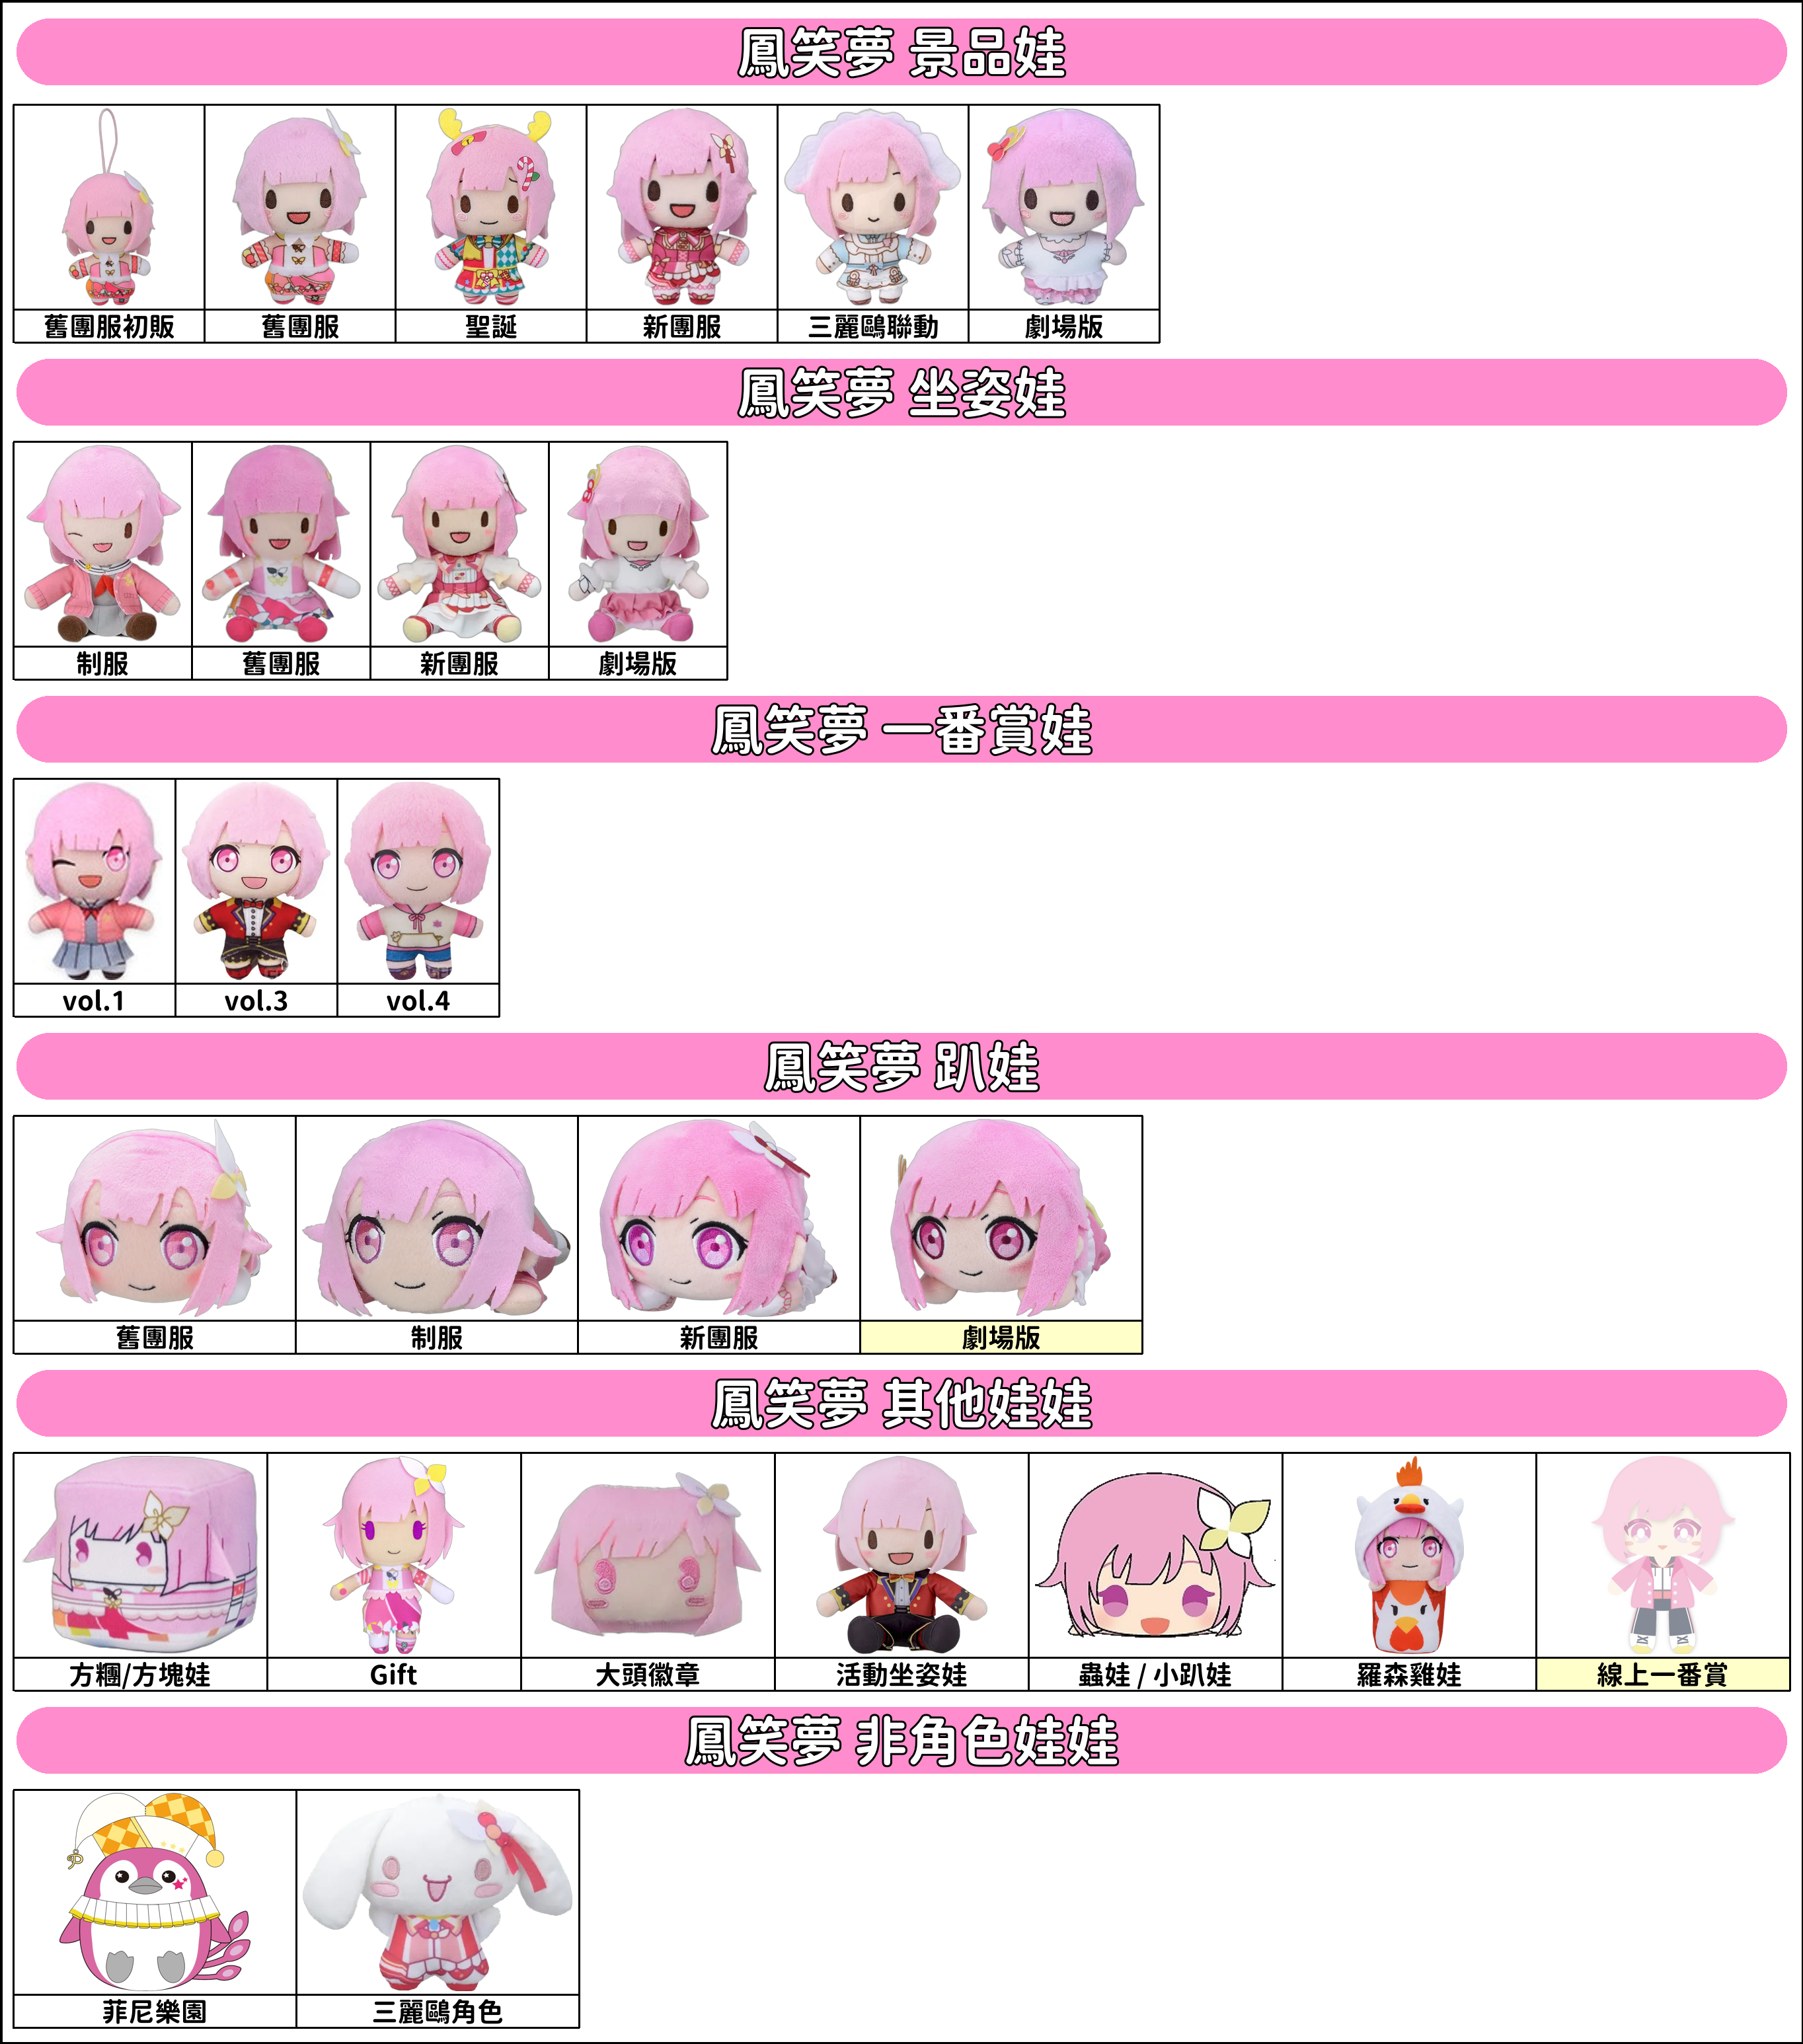 鳳笑夢 景品娃
舊團服初販
舊團服
聖誕
新團服
三麗鷗聯動
劇場版
鳳笑夢 坐姿娃
制服
舊團服
新團服
劇場版
鳳笑夢 一番賞娃
vol.1
vol.3
vol.4
鳳笑夢 趴娃
舊團服
制服
新團服
劇場版
鳳笑夢 其他娃娃
方糰/方塊娃
Gift
大頭徽章
活動坐姿娃
蟲娃 / 小趴娃
羅森雞娃
線上一番賞
鳳笑夢 非角色娃娃
菲尼樂園
三麗鷗角色